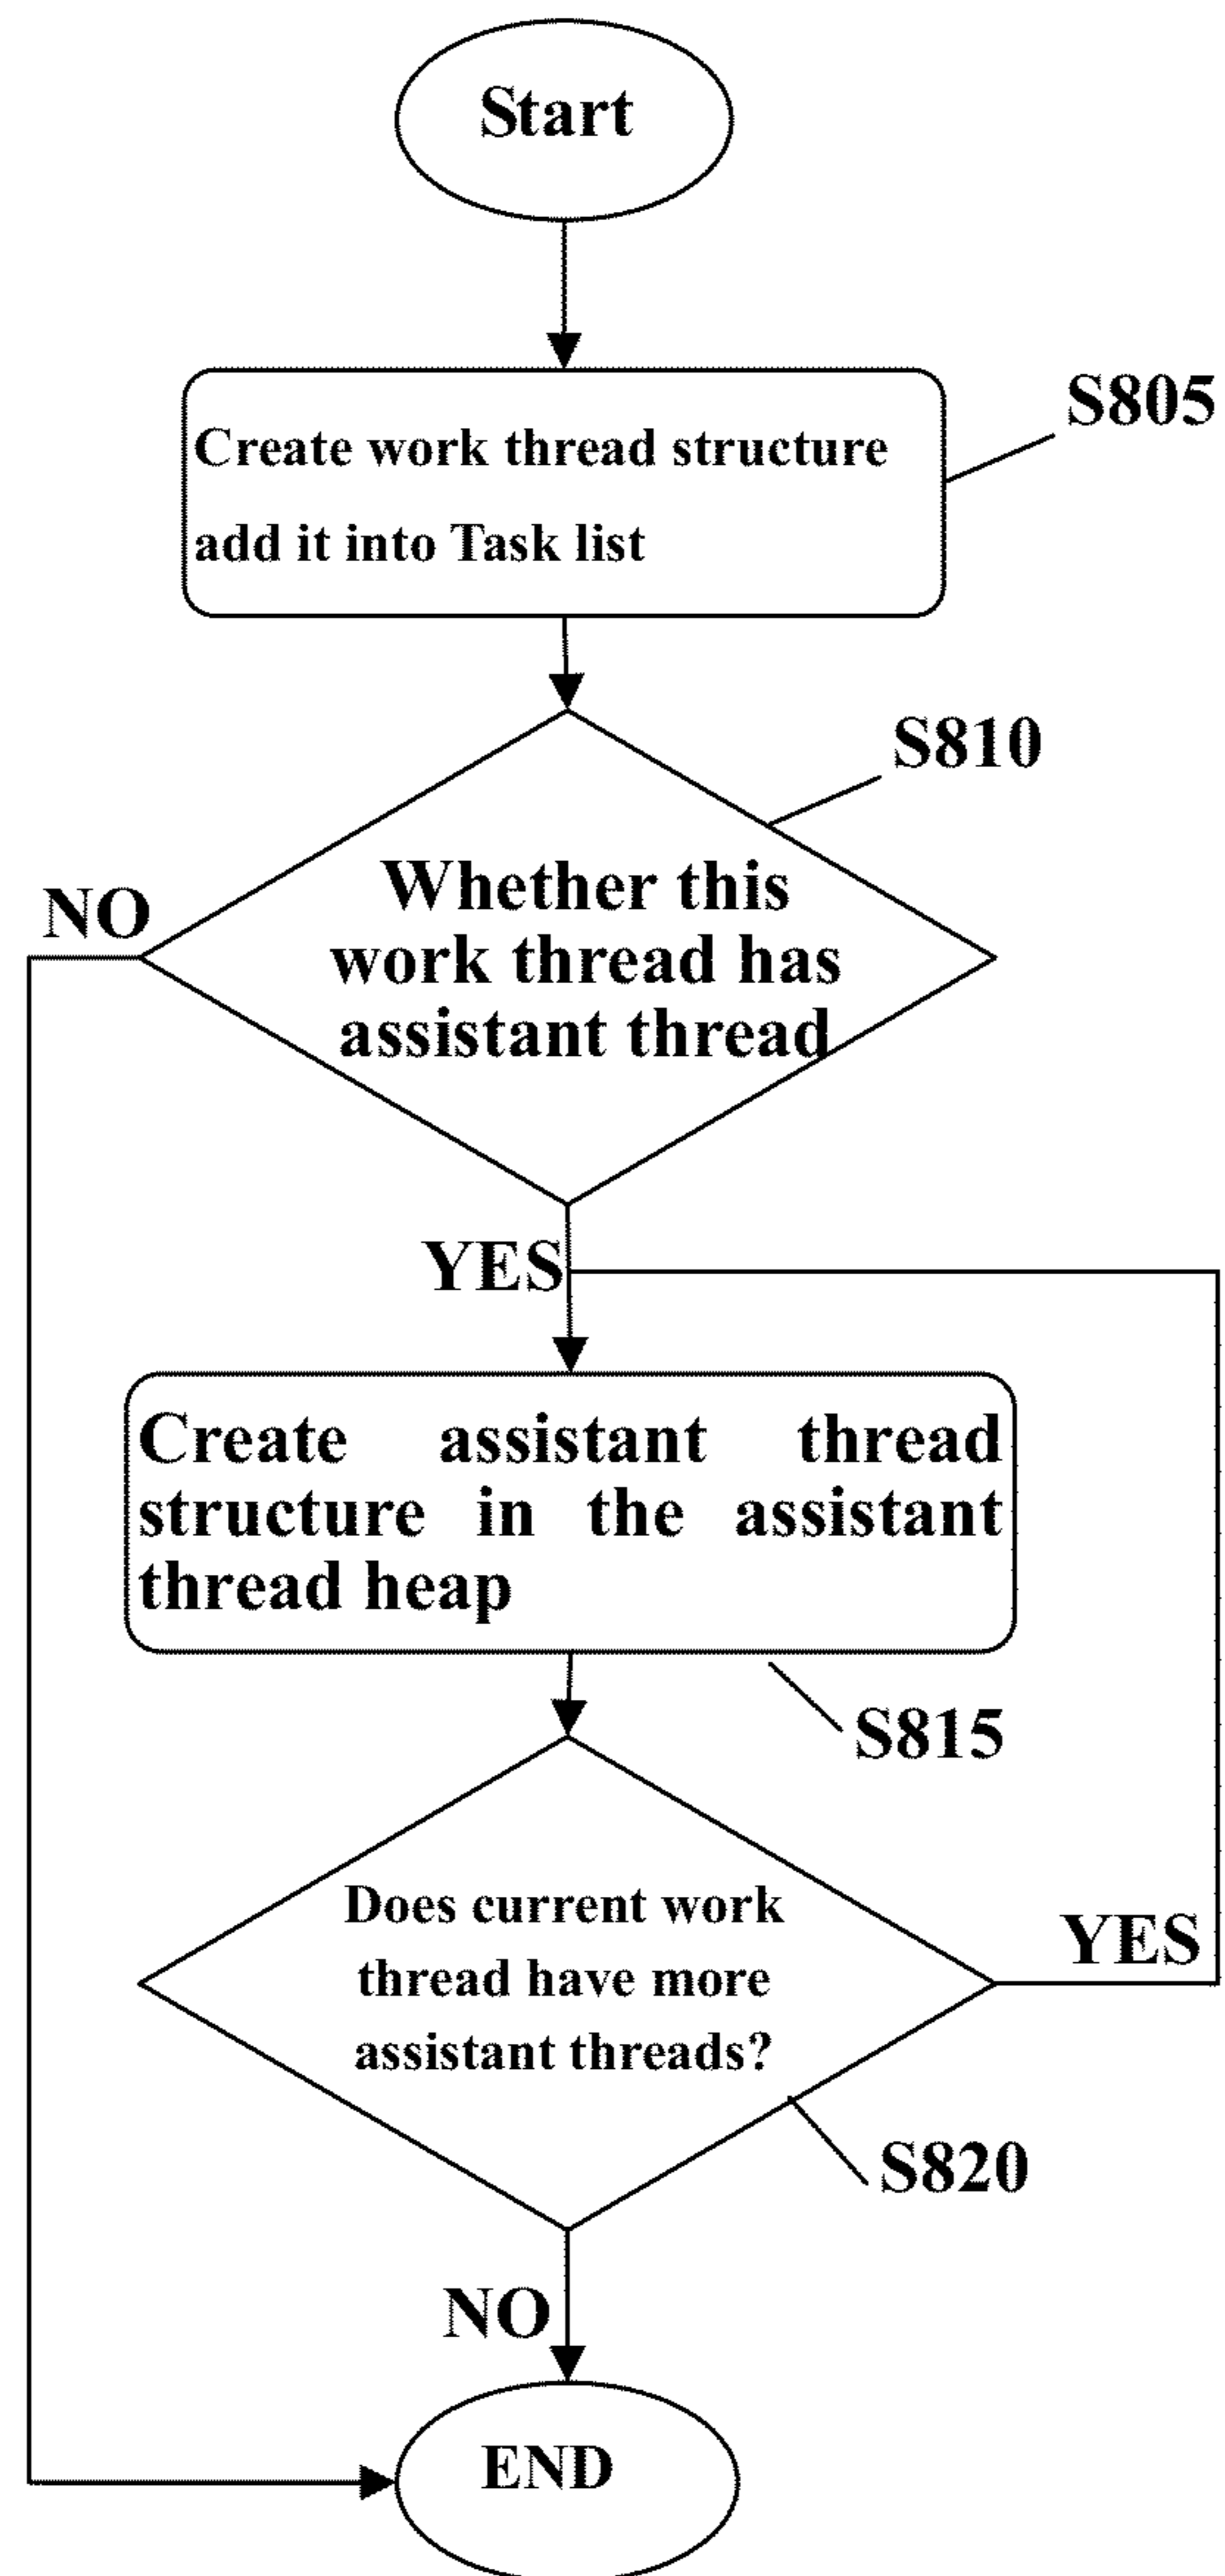 Start
Create work thread structure
add it into Task list
S805
S810
Whether this
work thread has
assistant thread
NO
YES
Create assistant thread
structure in the assistant
thread heap
S815
Does current work
thread have more
assistant threads?
YES
S820
NO
END